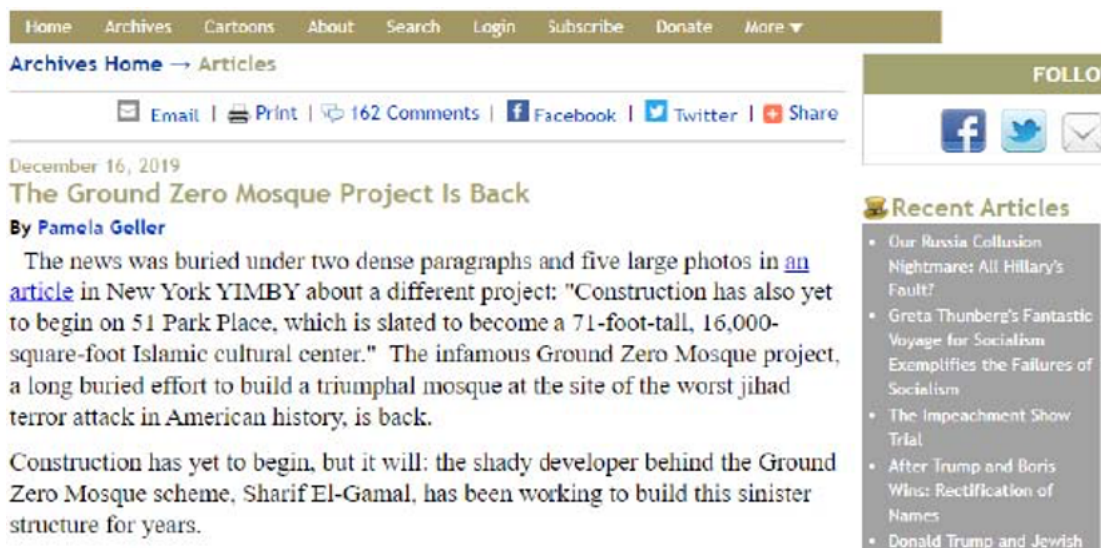 Home Archives Cartoons About Search Login Subscribe Donate More ▼
Archives Home → Articles
Email | Print | 162 Comments | Facebook | Twitter | Share
December 16, 2019
The Ground Zero Mosque Project Is Back
By Pamela Geller
The news was buried under two dense paragraphs and five large photos in an
article in New York YIMBY about a different project: "Construction has also yet
to begin on 51 Park Place, which is slated to become a 71-foot-tall, 16,000-
square-foot Islamic cultural center." The infamous Ground Zero Mosque project,
a long buried effort to build a triumphal mosque at the site of the worst jihad
terror attack in American history, is back.
Construction has yet to begin, but it will: the shady developer behind the Ground
Zero Mosque scheme, Sharif El-Gamal, has been working to build this sinister
structure for years.
FOLLO
Recent Articles
• Our Russia Collusion
Nightmare: All Hillary's
Fault?
• Greta Thunberg's Fantastic
Voyage for Socialism
Exemplifies the Failures of
Socialism
• The Impeachment Show
Trial
• After Trump and Boris
Wins: Rectification of
Names
• Donald Trump and Jewish